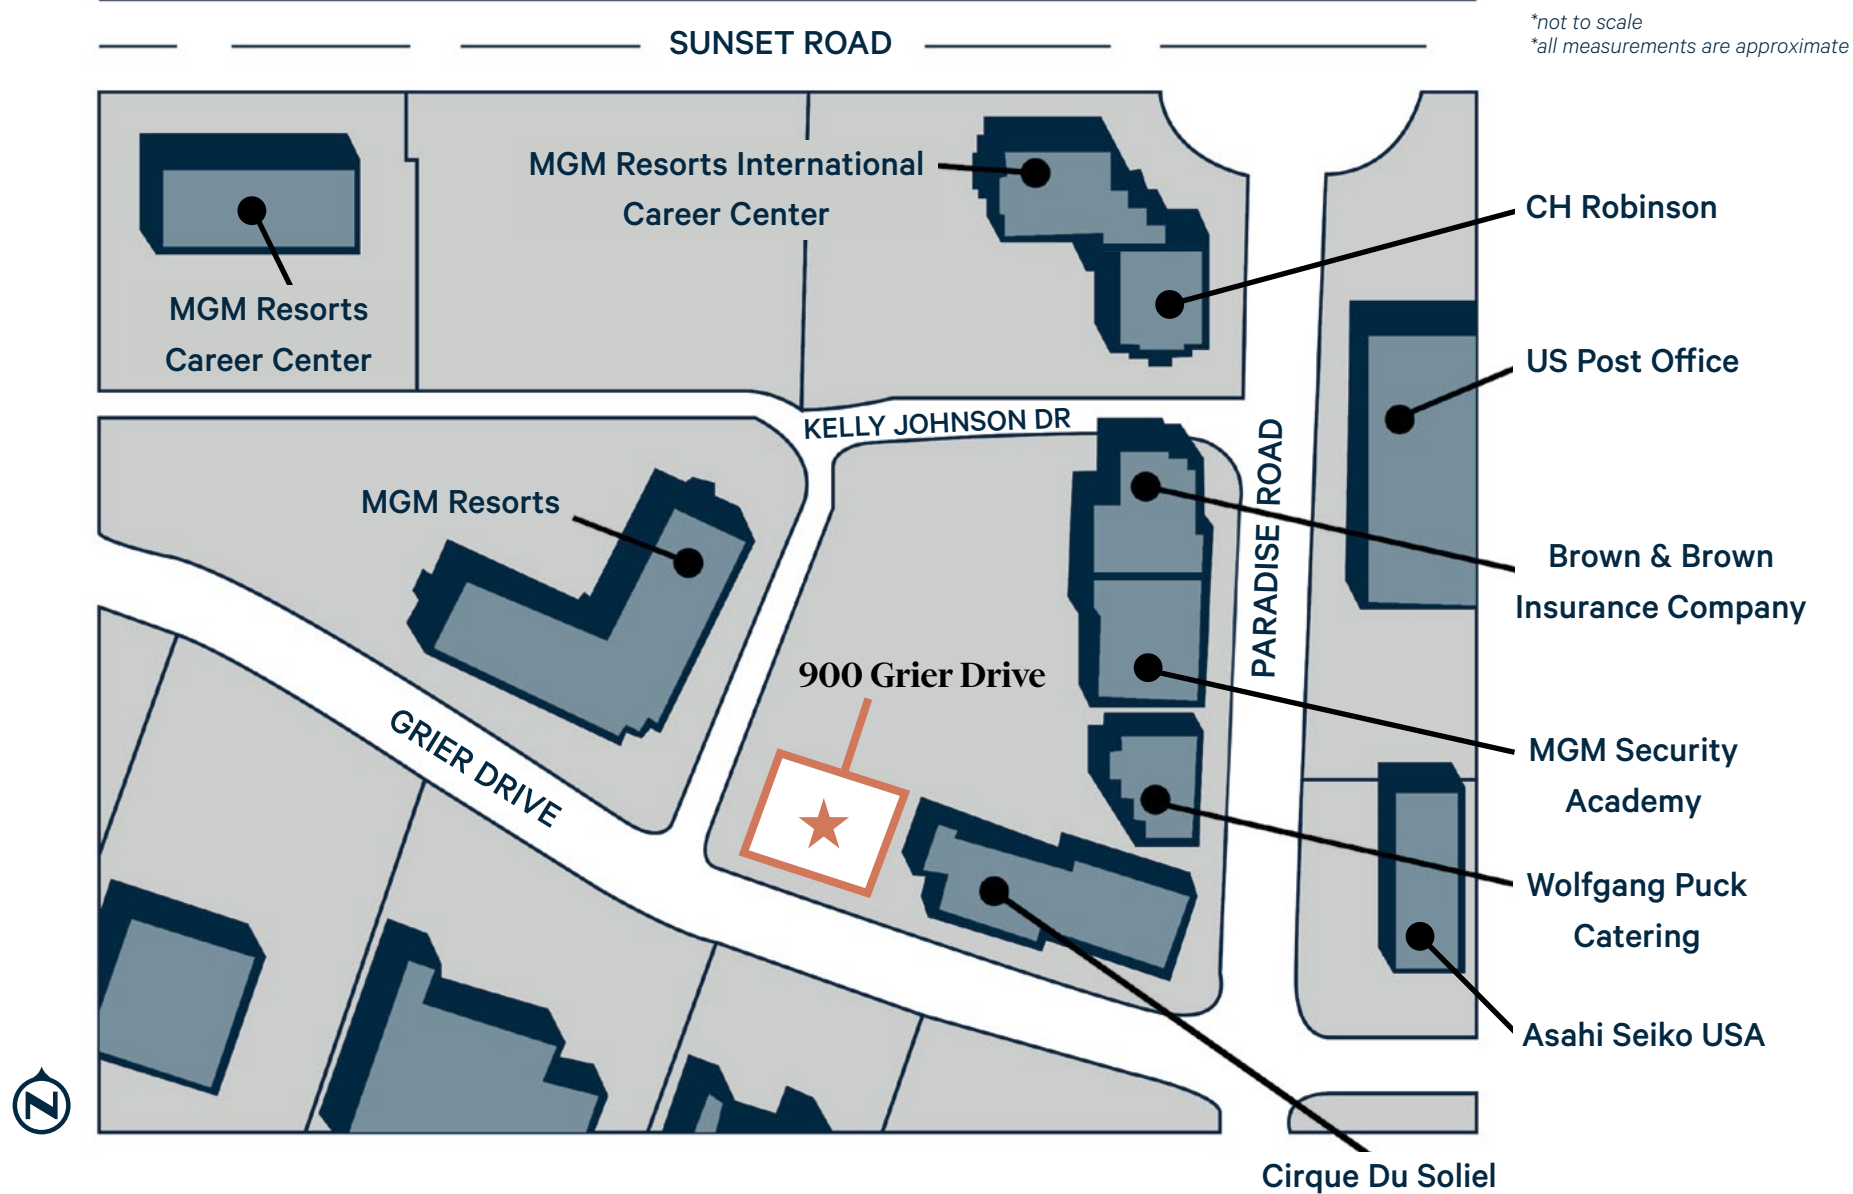 *not to scale
*all measurements are approximate
SUNSET ROAD
MGM Resorts International
Career Center
CH Robinson
MGM Resorts
Career Center
US Post Office
KELLY JOHNSON DR
PARADISE ROAD
MGM Resorts
Brown & Brown
Insurance Company
900 Grier Drive
GRIER DRIVE
MGM Security
Academy
Wolfgang Puck
Catering
Asahi Seiko USA
N
Cirque Du Soliel